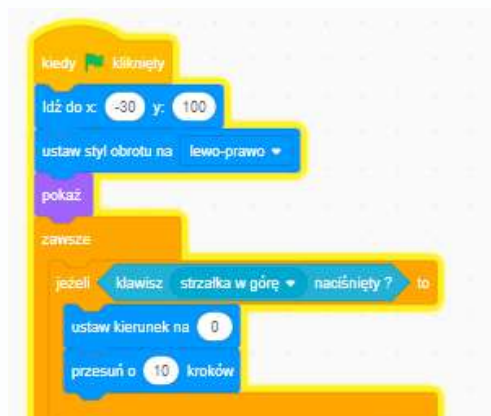 kiedy kliknięty
Idź do x: -30 y: 100
ustaw styl obrotu na lewo-prawo
pokaż
zawsze
jeżeli klawisz strzałka w górę naciśnięty ? to
ustaw kierunek na 0
przesuń o 10 kroków